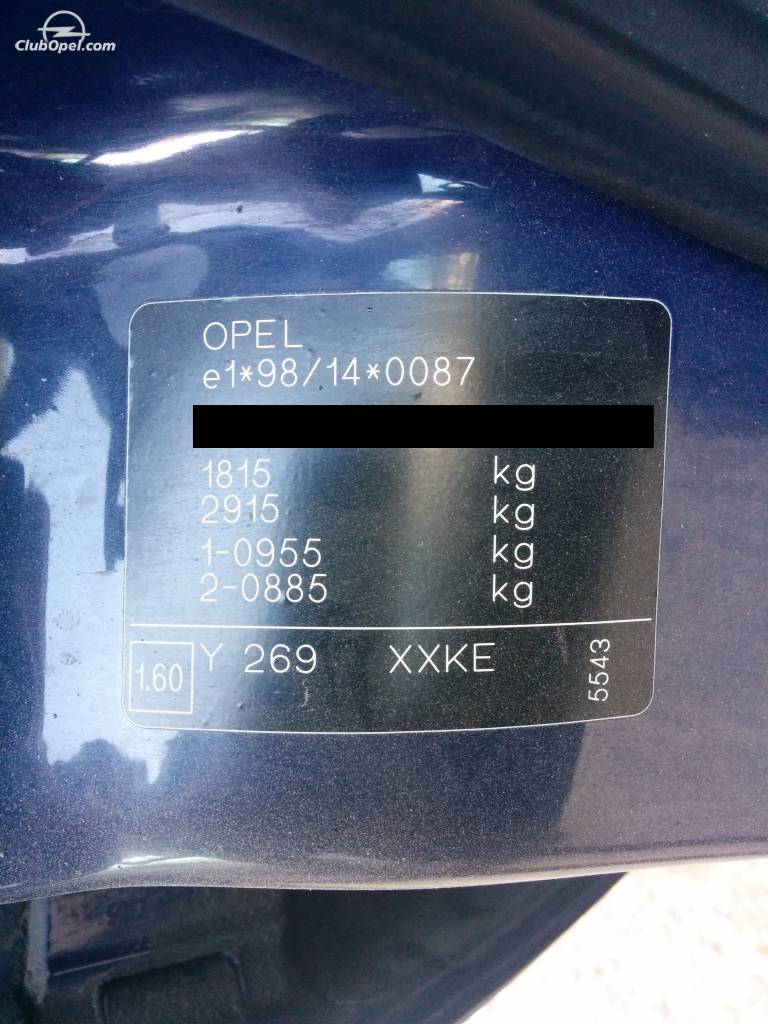 ClubOpel.com
OPEL
e1*98/14*0087
1815 kg
2915 kg
1-0955 kg
2-0885 kg
1.60 Y 269 XXKE 5543